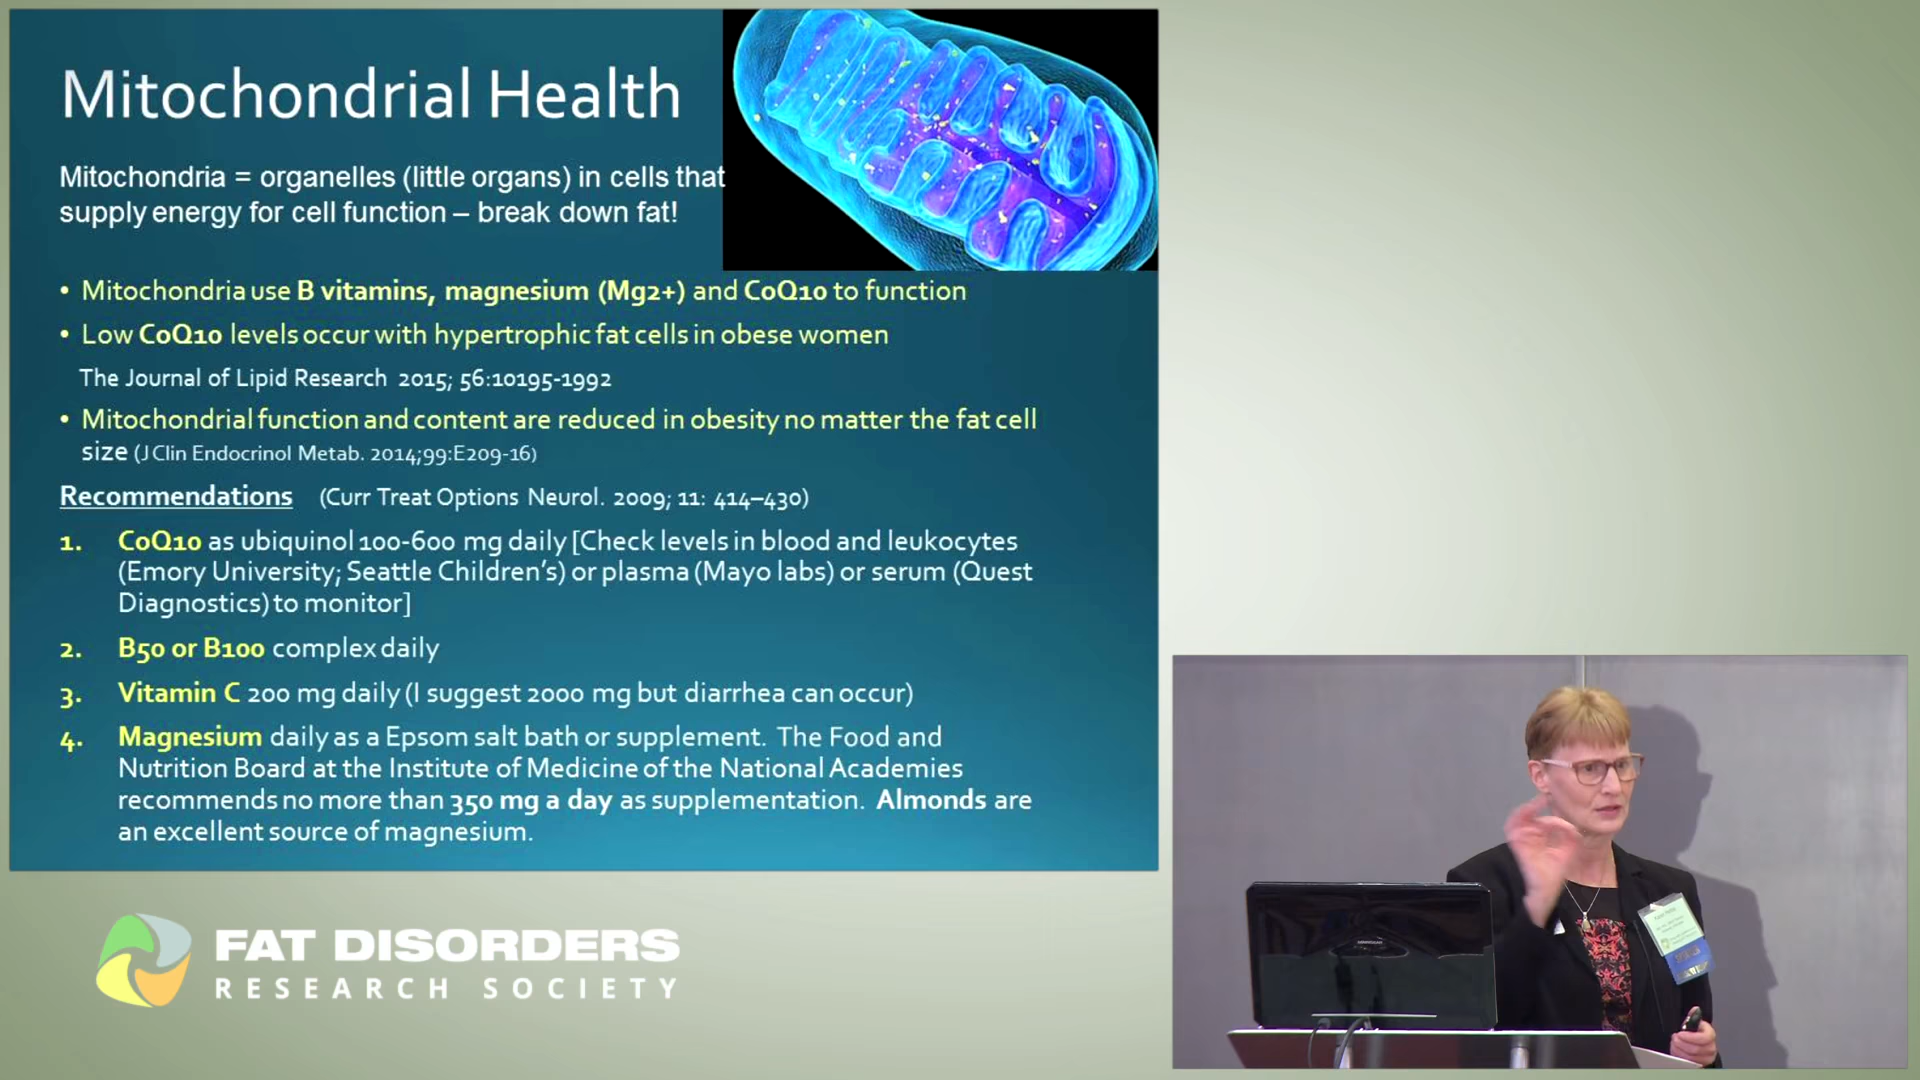 Mitochondrial Health
Mitochondria = organelles (little organs) in cells that
supply energy for cell function – break down fat!
• Mitochondria use B vitamins, magnesium (Mg2+) and CoQ10 to function
• Low CoQ10 levels occur with hypertrophic fat cells in obese women
The Journal of Lipid Research 2015; 56:10195-1992
• Mitochondrial function and content are reduced in obesity no matter the fat cell
size (J Clin Endocrinol Metab. 2014;99:E209-16)
Recommendations (Curr Treat Options Neurol. 2009; 11: 414–430)
1. CoQ10 as ubiquinol 100-600 mg daily [Check levels in blood and leukocytes
(Emory University; Seattle Children's) or plasma (Mayo labs) or serum (Quest
Diagnostics) to monitor]
2. B50 or B100 complex daily
3. Vitamin C 200 mg daily (I suggest 2000 mg but diarrhea can occur)
4. Magnesium daily as a Epsom salt bath or supplement. The Food and
Nutrition Board at the Institute of Medicine of the National Academies
recommends no more than 350 mg a day as supplementation. Almonds are
an excellent source of magnesium.
FAT DISORDERS
RESEARCH SOCIETY